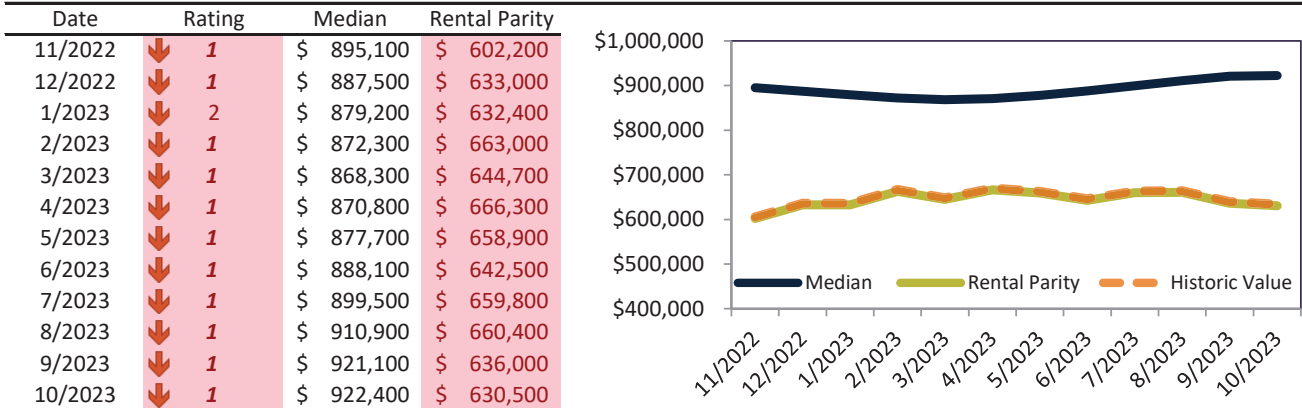 Date Rating Median Rental Parity
11/2022 1 $ 895,100 $ 602,200
12/2022 1 $ 887,500 $ 633,000
1/2023 2 $ 879,200 $ 632,400
2/2023 1 $ 872,300 $ 663,000
3/2023 1 $ 868,300 $ 644,700
4/2023 1 $ 870,800 $ 666,300
5/2023 1 $ 877,700 $ 658,900
6/2023 1 $ 888,100 $ 642,500
7/2023 1 $ 899,500 $ 659,800
8/2023 1 $ 910,900 $ 660,400
9/2023 1 $ 921,100 $ 636,000
10/2023 1 $ 922,400 $ 630,500
$1,000,000
$900,000
$800,000
$700,000
$600,000
$500,000
$400,000
Median Rental Parity Historic Value
11/2022 12/2022 1/2023 2/2023 3/2023 4/2023 5/2023 6/2023 7/2023 8/2023 9/2023 10/2023